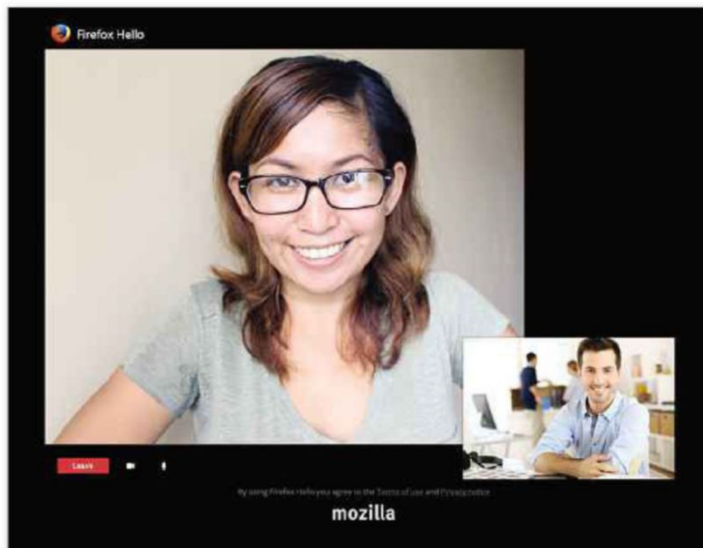 Firefox Hello
Leave
By using Firefox Hello you agree to the Terms of use and Privacy notice
mozilla